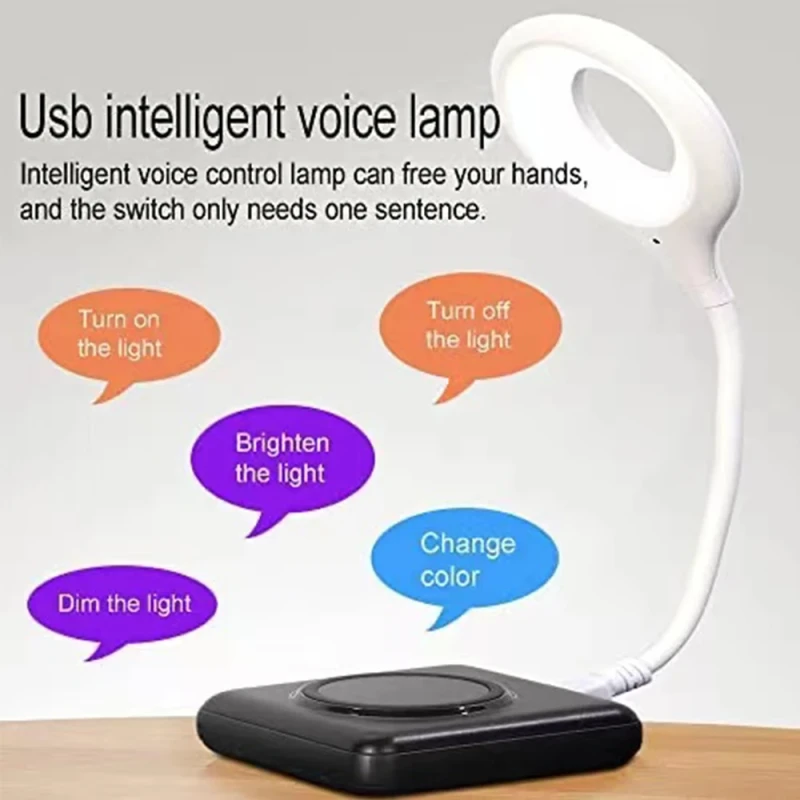 Usb intelligent voice lamp
Intelligent voice control lamp can free your hands,
and the switch only needs one sentence.
Turn on
the light
Turn off
the light
Brighten
the light
Change
color
Dim the light